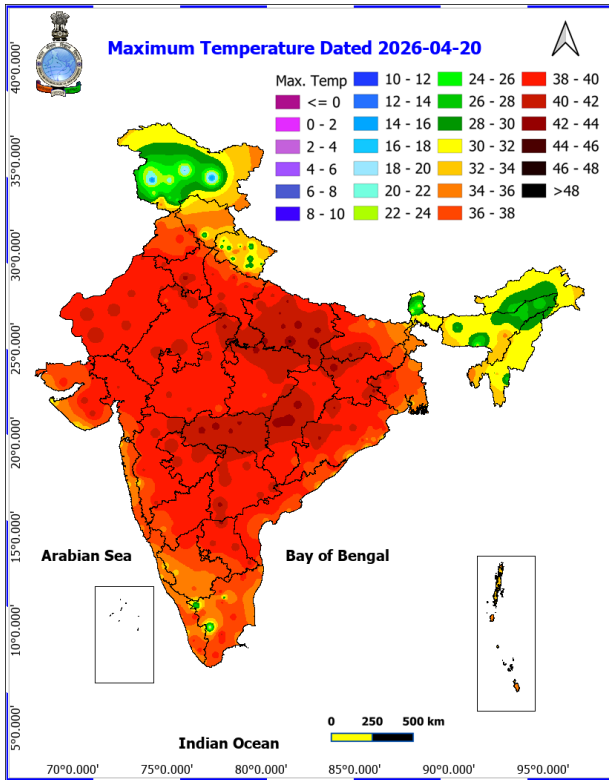 Maximum Temperature Dated 2026-04-20
Max. Temp
<= 0
0 - 2
2 - 4
4 - 6
6 - 8
8 - 10
10 - 12
12 - 14
14 - 16
16 - 18
18 - 20
20 - 22
22 - 24
24 - 26
26 - 28
28 - 30
30 - 32
32 - 34
34 - 36
36 - 38
38 - 40
40 - 42
42 - 44
44 - 46
46 - 48
>48
40°0.000'
35°0.000'
30°0.000'
25°0.000'
20°0.000'
15°0.000'
10°0.000'
5°0.000'
Arabian Sea
Bay of Bengal
Indian Ocean
0 250 500 km
70°0.000' 75°0.000' 80°0.000' 85°0.000' 90°0.000' 95°0.000'